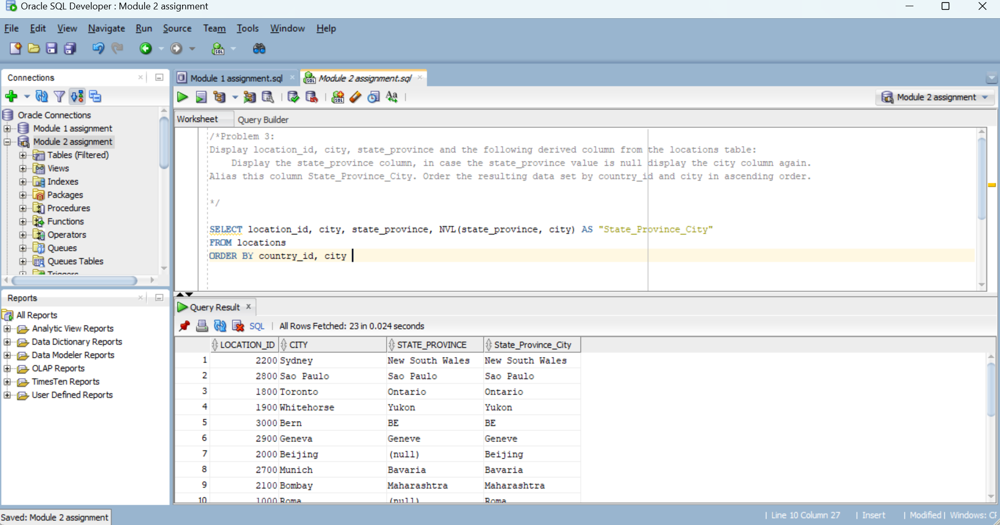 Oracle SQL Developer : Module 2 assignment
File Edit View Navigate Run Source Team Tools Window Help
Connections
Oracle Connections
Module 1 assignment
Module 2 assignment
Tables (Filtered)
Views
Indexes
Packages
Procedures
Functions
Operators
Queues
Queues Tables
Triggers
Reports
All Reports
Analytic View Reports
Data Dictionary Reports
Data Modeler Reports
OLAP Reports
TimesTen Reports
User Defined Reports
Module 1 assignment.sql
Module 2 assignment.sql
Module 2 assignment
Worksheet Query Builder
/*Problem 3:
Display location_id, city, state_province and the following derived column from the locations table:
Display the state_province column, in case the state_province value is null display the city column again.
Alias this column State_Province_City. Order the resulting data set by country_id and city in ascending order.
*/
SELECT location_id, city, state_province, NVL(state_province, city) AS "State_Province_City"
FROM locations
ORDER BY country_id, city
Query Result
SQL | All Rows Fetched: 23 in 0.024 seconds
LOCATION_ID CITY STATE_PROVINCE State_Province_City
1 2200 Sydney New South Wales New South Wales
2 2800 Sao Paulo Sao Paulo Sao Paulo
3 1800 Toronto Ontario Ontario
4 1900 Whitehorse Yukon Yukon
5 3000 Bern BE BE
6 2900 Geneva Geneve Geneve
7 2000 Beijing (null) Beijing
8 2700 Munich Bavaria Bavaria
9 2100 Bombay Maharashtra Maharashtra
10 1000 Roma (null) Roma
Saved: Module 2 assignment
| Line 10 Column 27 | Insert | Modified | Windows: